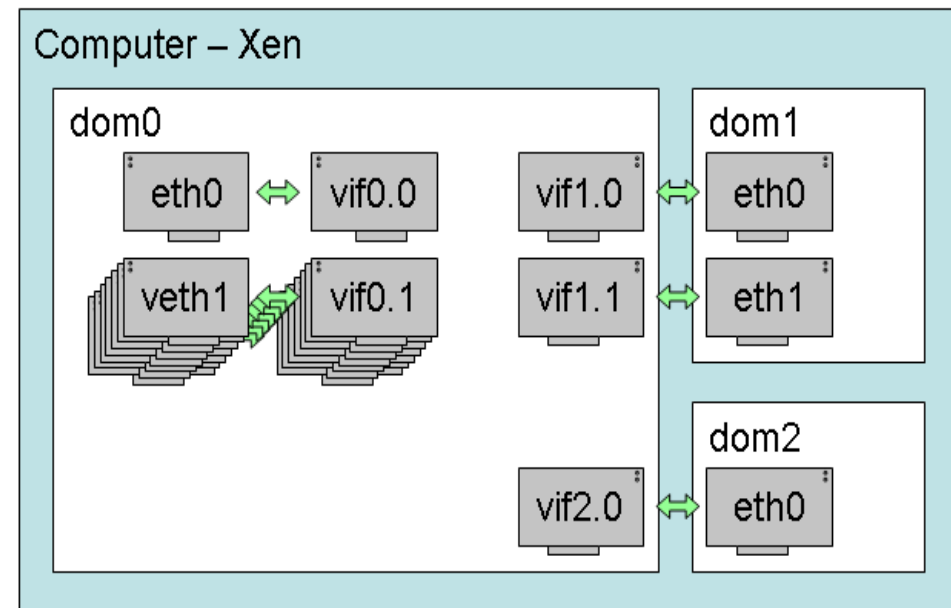 Computer – Xen
dom0
eth0
vif0.0
veth1
vif0.1
vif1.0
vif1.1
vif2.0
dom1
eth0
eth1
dom2
eth0